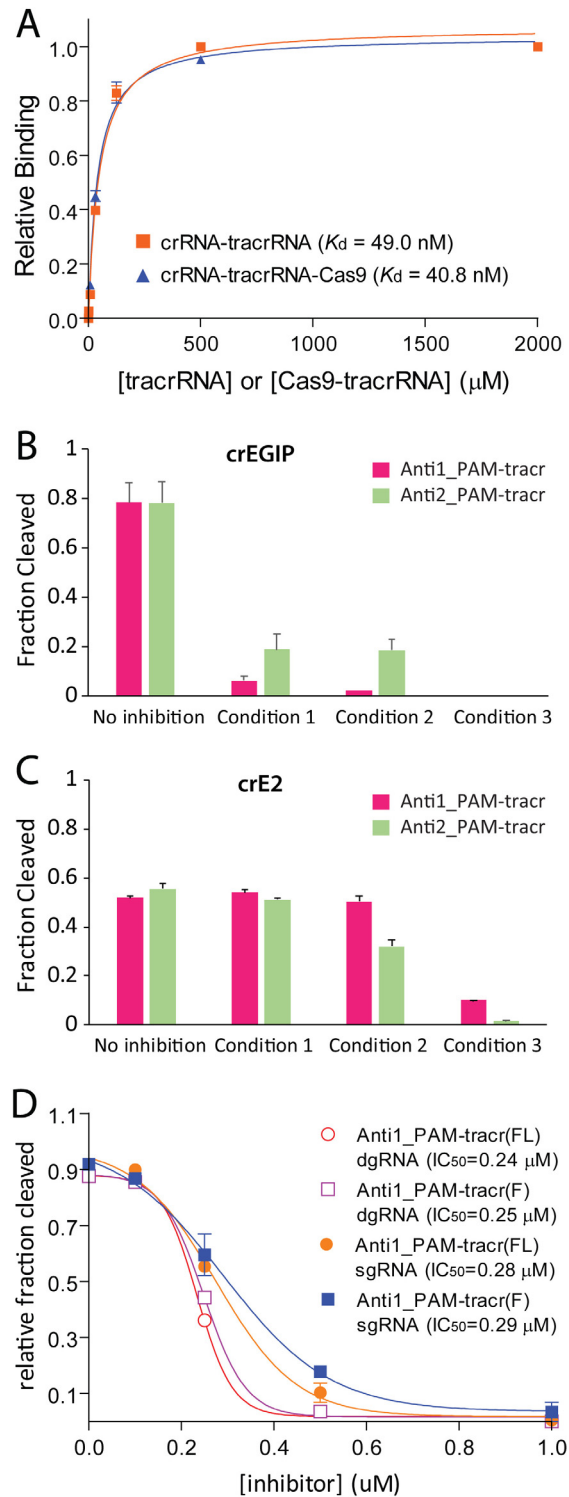 A
Relative Binding
1.0
0.8
0.6
0.4
0.2
0.0
crRNA-tracrRNA (Kd = 49.0 nM)
crRNA-tracrRNA-Cas9 (Kd = 40.8 nM)
0 500 1000 1500 2000
[tracrRNA] or [Cas9-tracrRNA] (μM)
B
crEGIP
Fraction Cleaved
1
0.8
0.6
0.4
0.2
0
Anti1_PAM-tracr
Anti2_PAM-tracr
No inhibition Condition 1 Condition 2 Condition 3
C
crE2
Fraction Cleaved
1
0.8
0.6
0.4
0.2
0
Anti1_PAM-tracr
Anti2_PAM-tracr
No inhibition Condition 1 Condition 2 Condition 3
D
relative fraction cleaved
1.1
0.9
0.7
0.5
0.3
0.1
Anti1_PAM-tracr(FL)
dgRNA (IC50=0.24 μM)
Anti1_PAM-tracr(F)
dgRNA (IC50=0.25 μM)
Anti1_PAM-tracr(FL)
sgRNA (IC50=0.28 μM)
Anti1_PAM-tracr(F)
sgRNA (IC50=0.29 μM)
0.0 0.2 0.4 0.6 0.8 1.0
[inhibitor] (uM)